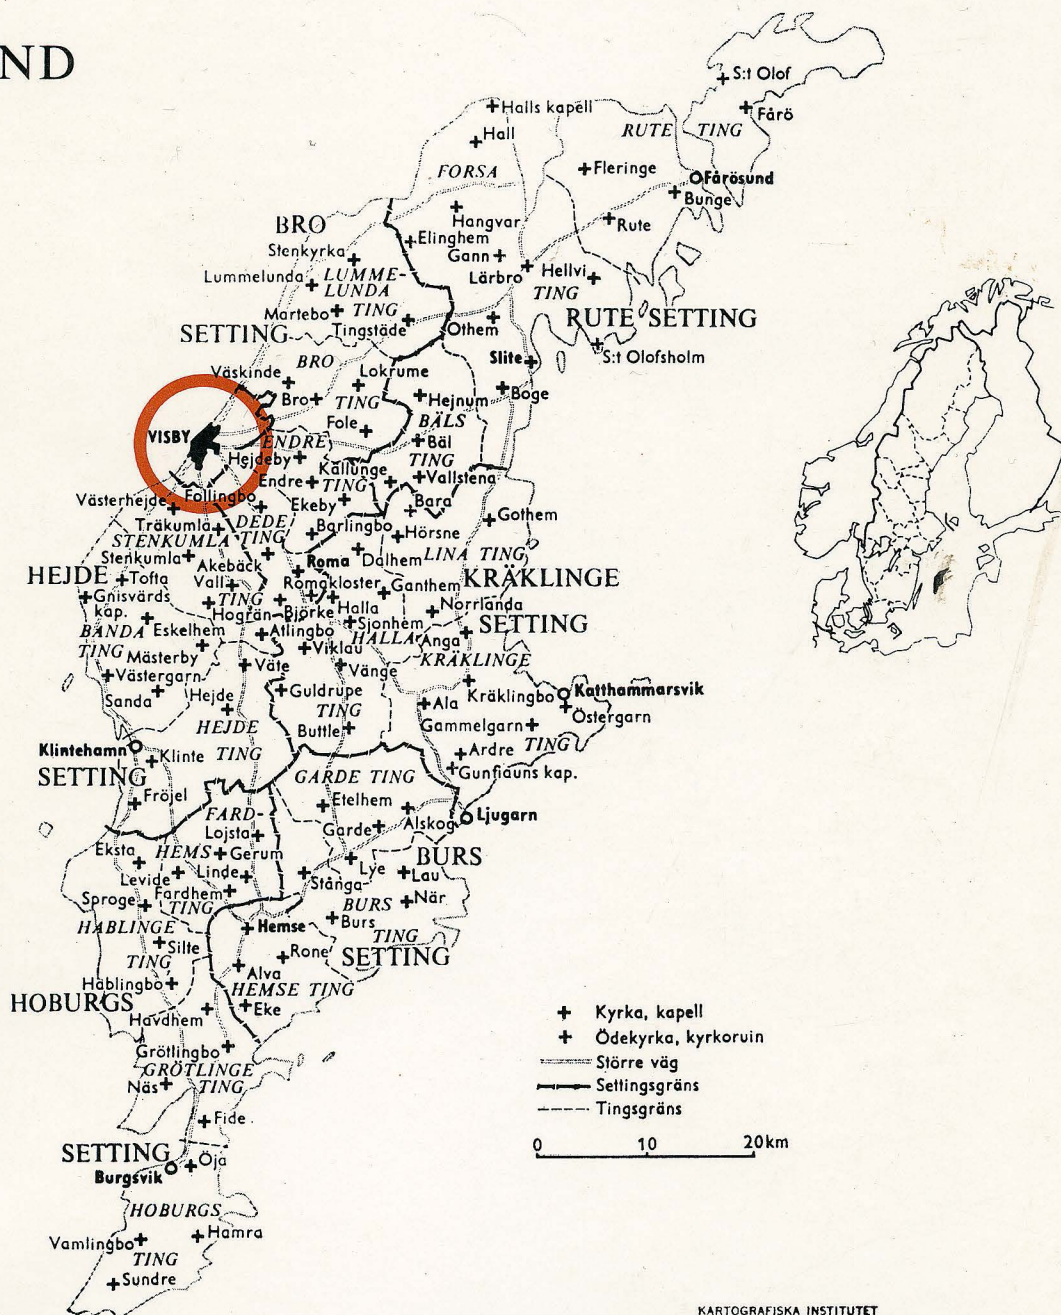 ND
S:t Olof
Fårö
Halls kapell
RUTE TING
Hall
Fleringe
FORSA
Fårösund
Bunge
Hangvar
BRO
Rute
Elinghem
Stenkyrka
Gann
Lummelunda
LUMME-
LUNDA
TING
Lärbro
Hellvi
TING
Martebo
RUTE SETTING
SETTING
Tingstäde
Othem
S:t Olofsholm
BRO
Slite
Väskinde
Lokrume
Bro
TING
Hejnum
Boge
Fole
BÄLS
VISBY
ENDRE
Bäl
Hejdeby
TING
Källunge
Endre
TING
Vallstena
Västerhejde
Follingbo
Ekeby
Bara
Träkumla
DEDE
Barlingbo
Gothem
STENKUMLA
TING
Hörsne
Stenkumla
Akebäck
Roma
Dalhem
LINA TING
HEJDE
Tofta
Vall
Romakloster
Ganthem
KRÄKLINGE
Gnisvärds
kap.
TING
Björke
Halla
Norrlanda
Hogrän
Sjonhem
SETTING
BANDA
TING
Eskelhem
Atlingbo
HALLA
Anga
Mästerby
Viklau
KRÄKLINGE
Västergarn
Väte
Vänge
Sanda
Hejde
Guldrupe
Kräklingbo
Katthammarsvik
TING
Ala
Östergarn
HEJDE
Buttle
Gammelgarn
Klintehamn
Klinte
TING
Ardre
TING
SETTING
GARDE TING
Gunfiauns kap.
Fröjel
Etelhem
FARD-
Ljugarn
Lojsta
Garde
Alskog
Eksta
HEMS
Gerum
BURS
Levide
Linde
Lye
Lau
Stånga
Sproge
Fardhem
TING
BURS
När
HABLINGE
Hemse
Burs
TING
Silte
Rone
SETTING
TING
Alva
Hablingbo
HEMSE TING
HOBURGS
Havdhem
Eke
Kyrka, kapell
Ödekyrka, kyrkoruin
Större väg
Settingsgräns
Tingsgräns
Grötlingbo
GRÖTLINGE
Näs
TING
Fide
0 10 20km
SETTING
Öja
Burgsvik
HOBURGS
Vamlingbo
Hamra
TING
Sundre
KARTOGRAFISKA INSTITUTET